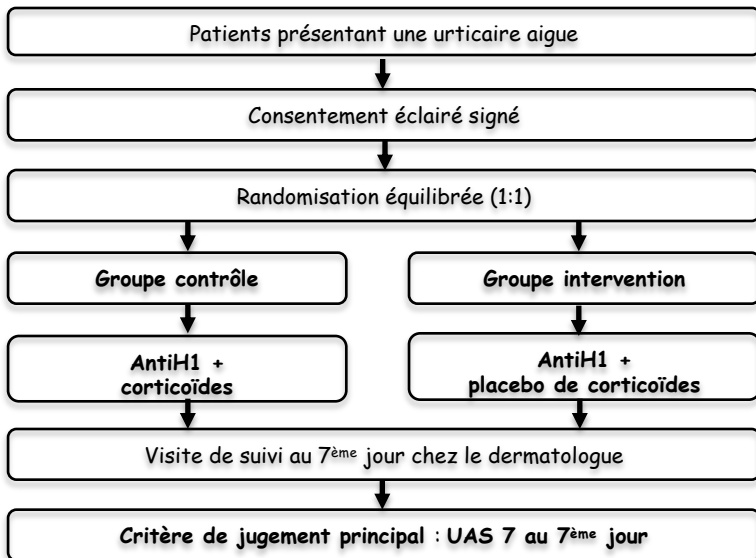 Patients présentant une urticaire aigue
Consentement éclairé signé
Randomisation équilibrée (1:1)
Groupe contrôle
Groupe intervention
AntiH1 +
corticoïdes
AntiH1 +
placebo de corticoïdes
Visite de suivi au 7ème jour chez le dermatologue
Critère de jugement principal : UAS 7 au 7ème jour